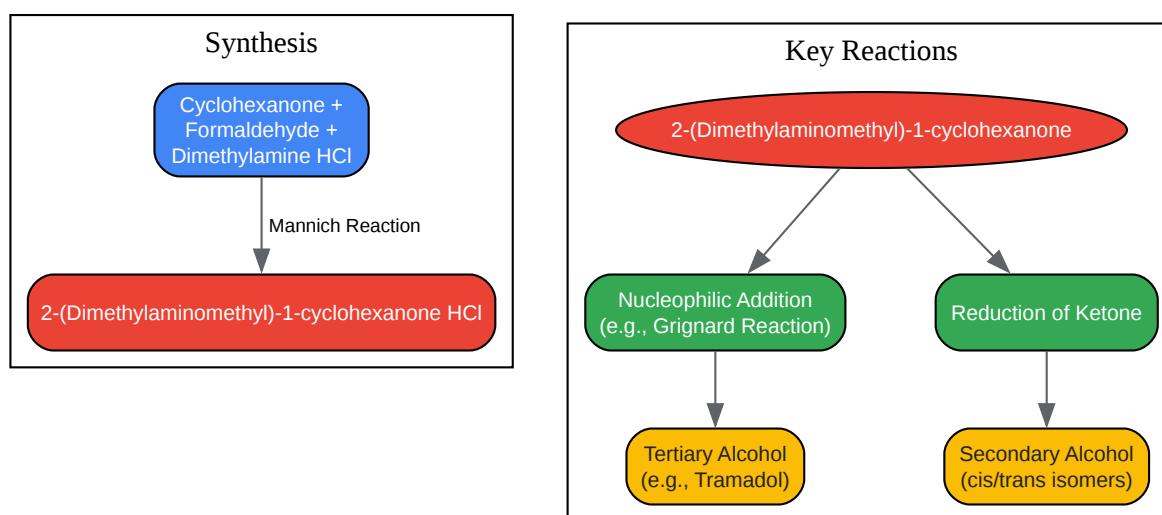 Synthesis
Cyclohexanone +
Formaldehyde +
Dimethylamine HCl
Mannich Reaction
2-(Dimethylaminomethyl)-1-cyclohexanone HCl
Key Reactions
2-(Dimethylaminomethyl)-1-cyclohexanone
Nucleophilic Addition
(e.g., Grignard Reaction)
Reduction of Ketone
Tertiary Alcohol
(e.g., Tramadol)
Secondary Alcohol
(cis/trans isomers)